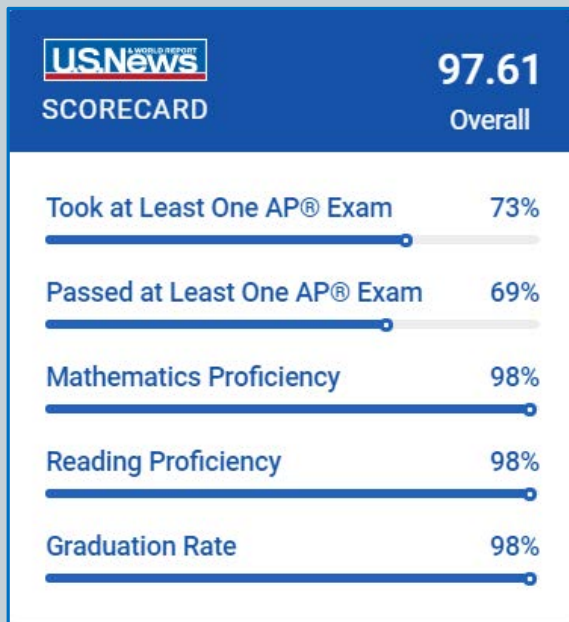 U.S.News
& WORLD REPORT
SCORECARD
97.61
Overall
Took at Least One AP® Exam 73%
Passed at Least One AP® Exam 69%
Mathematics Proficiency 98%
Reading Proficiency 98%
Graduation Rate 98%